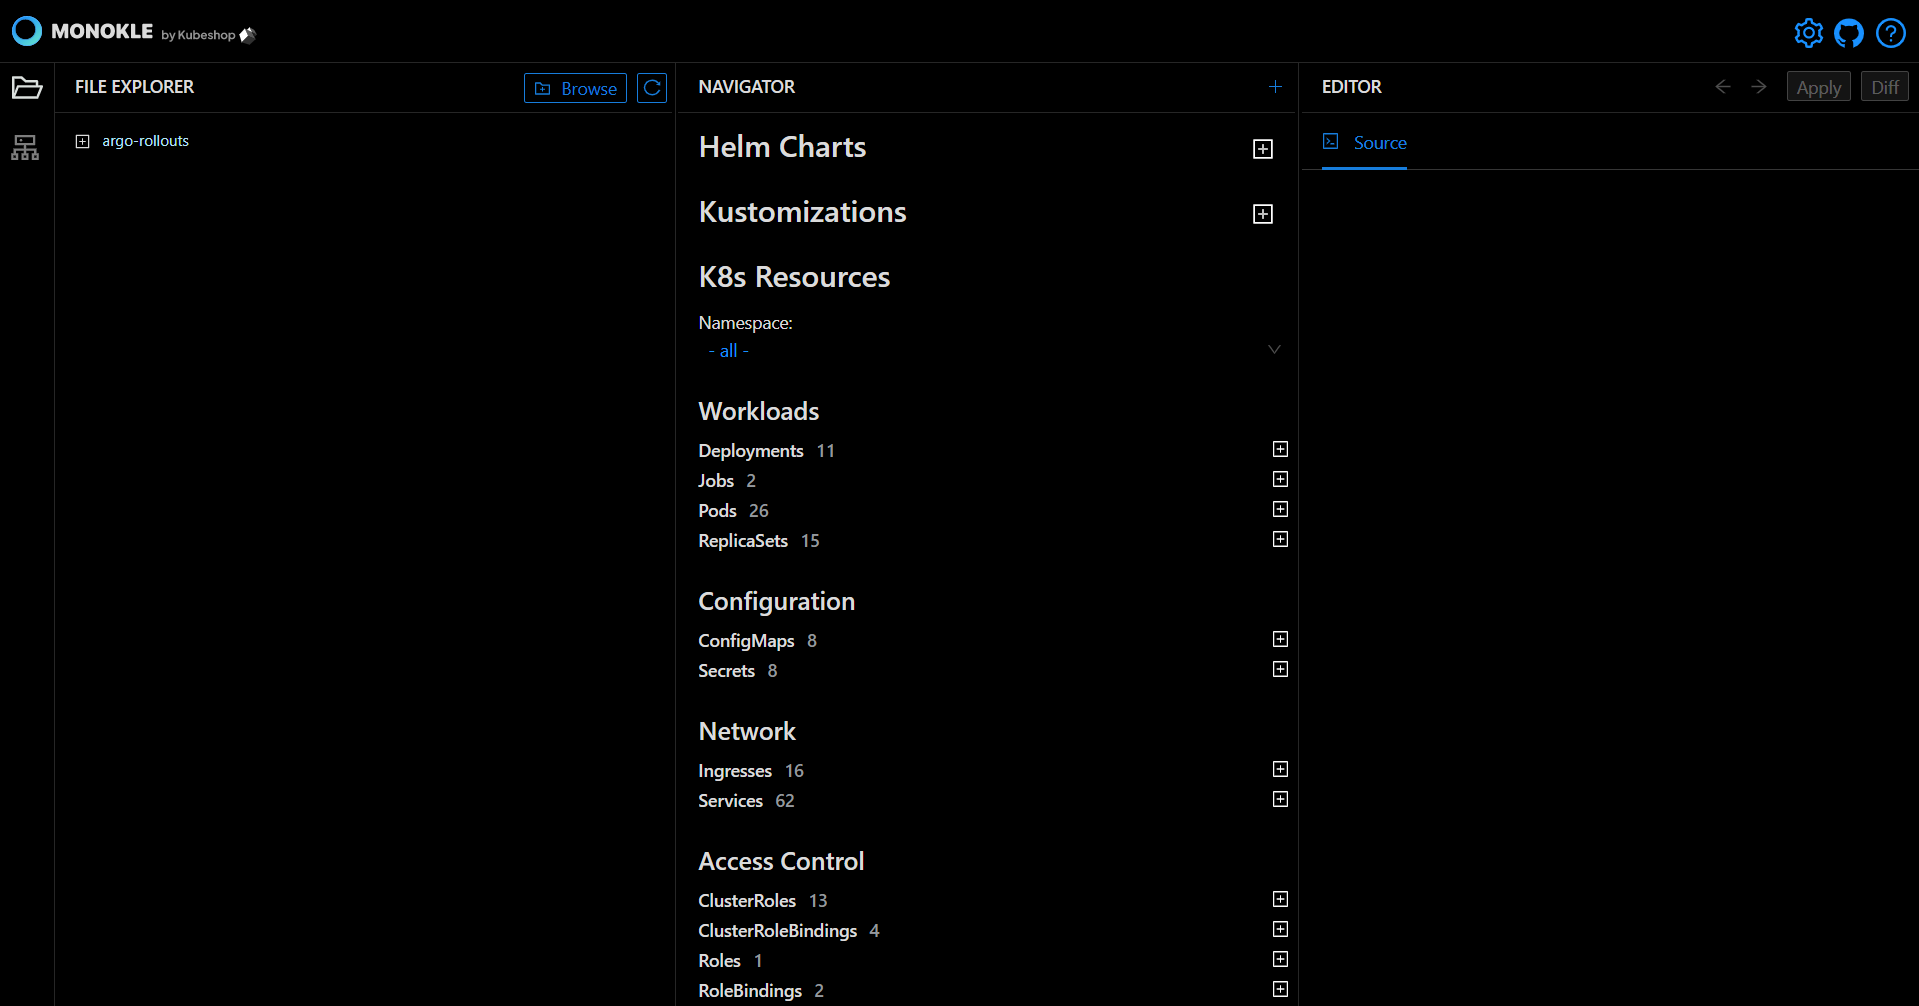 MONOKLE by Kubeshop
FILE EXPLORER
Browse
argo-rollouts
NAVIGATOR
Helm Charts
Kustomizations
K8s Resources
Namespace:
- all -
Workloads
Deployments 11
Jobs 2
Pods 26
ReplicaSets 15
Configuration
ConfigMaps 8
Secrets 8
Network
Ingresses 16
Services 62
Access Control
ClusterRoles 13
ClusterRoleBindings 4
Roles 1
RoleBindings 2
EDITOR
Apply
Diff
Source